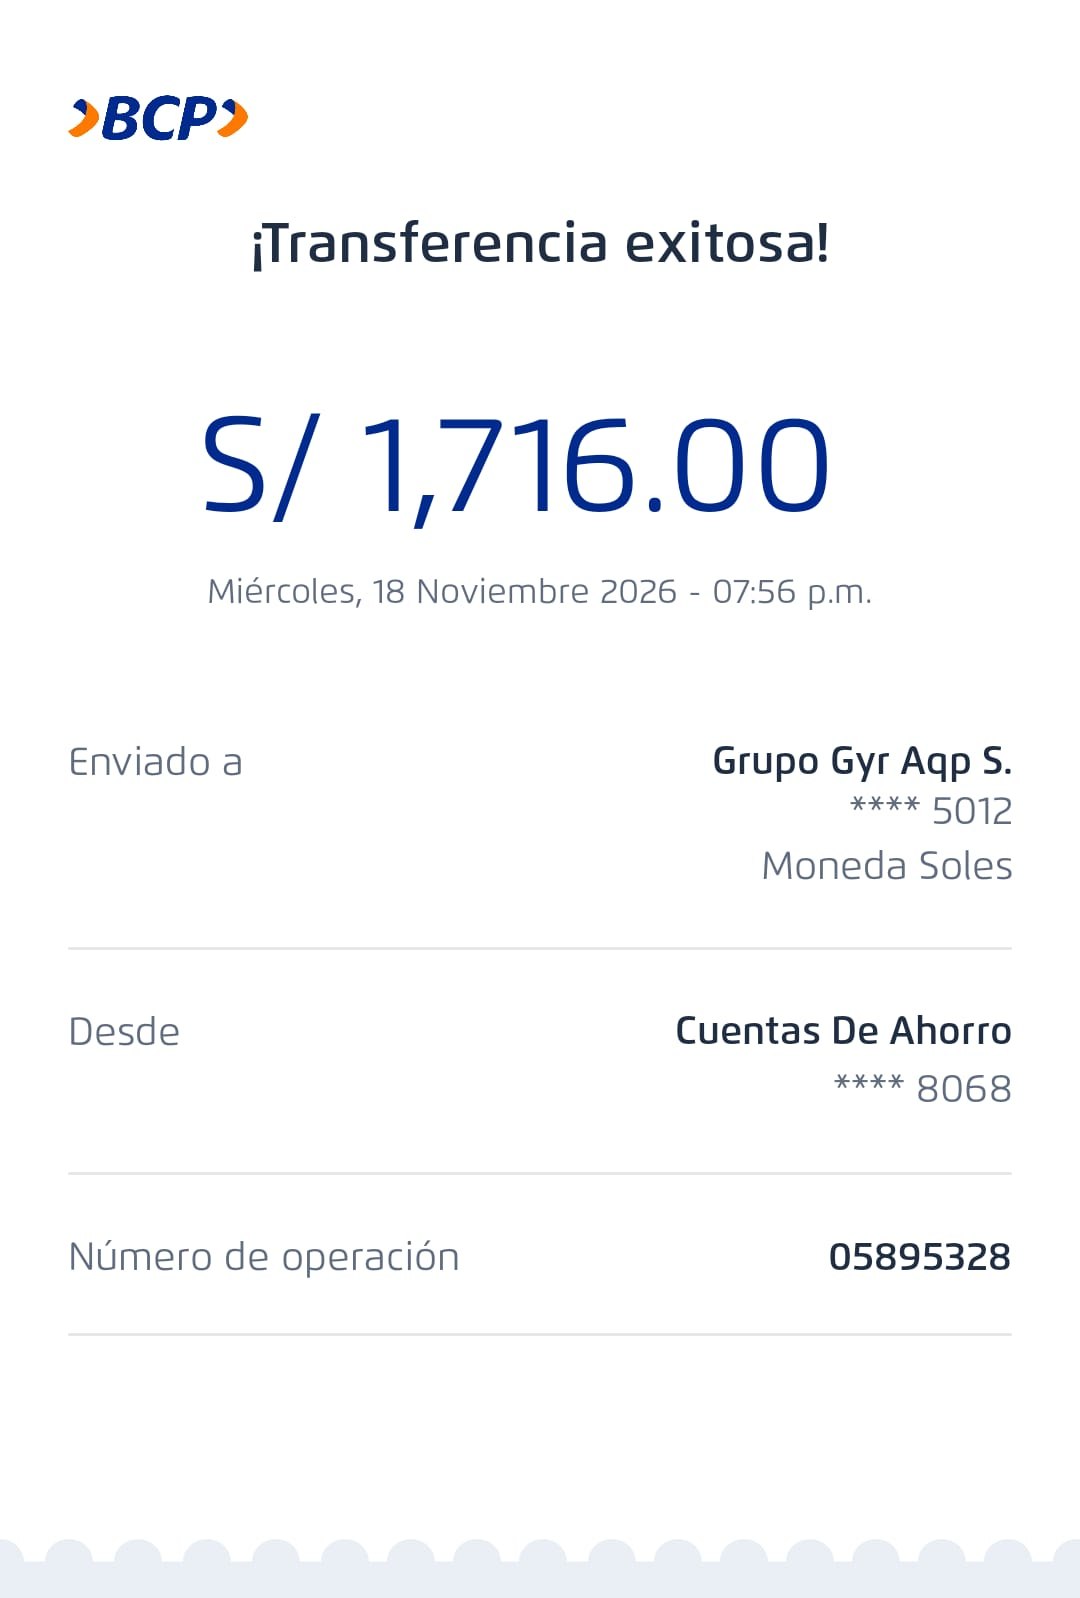 BCP
¡Transferencia exitosa!
S/ 1,716.00
Miércoles, 18 Noviembre 2026 - 07:56 p.m.
Enviado a
Grupo Gyr Aqp S.
**** 5012
Moneda Soles
Desde
Cuentas De Ahorro
**** 8068
Número de operación
05895328